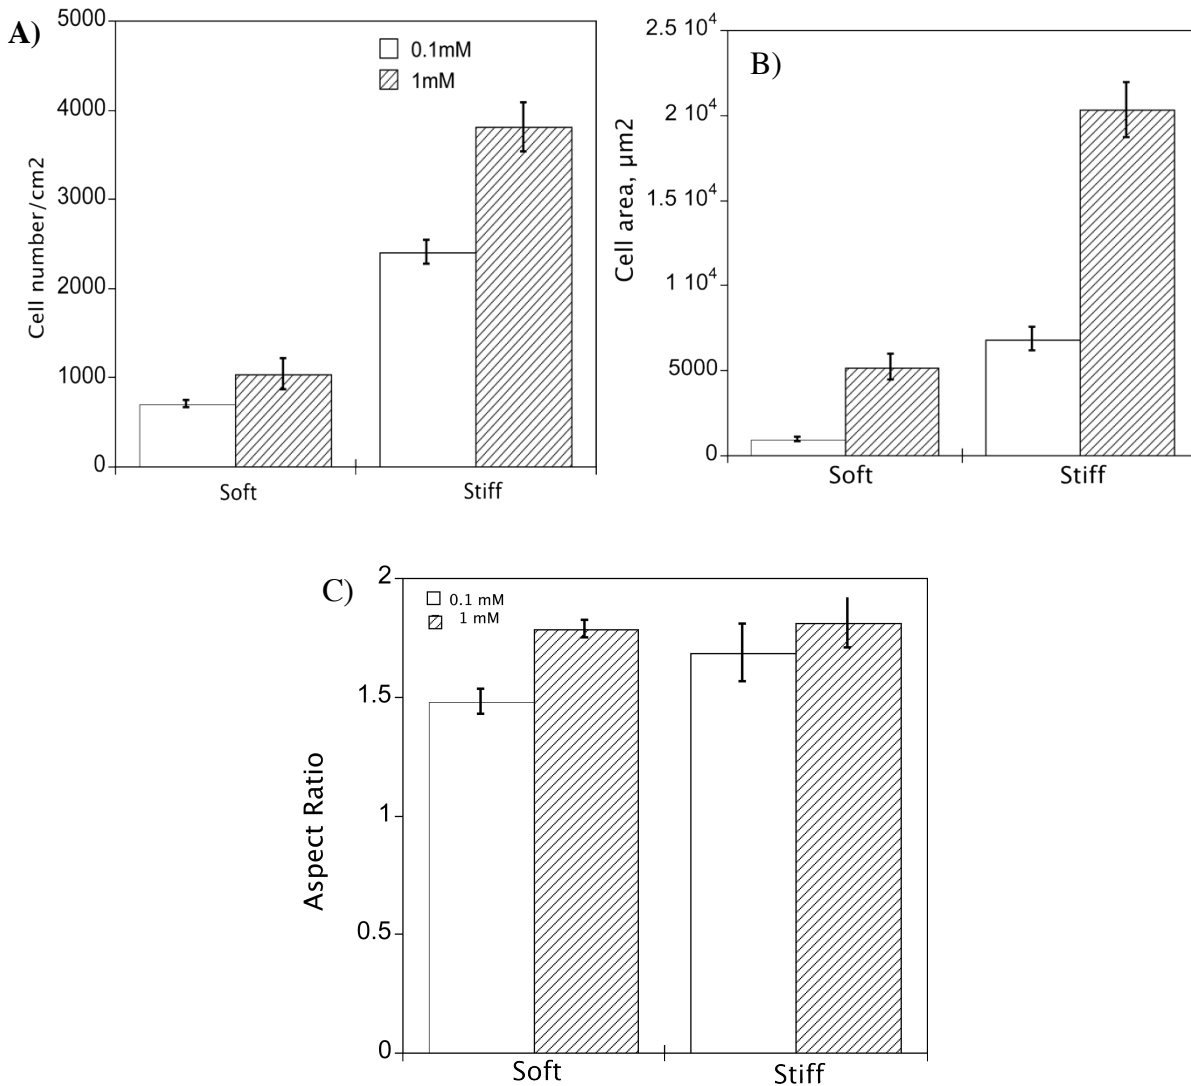 A)
5000
4000
3000
2000
1000
0
Cell number/cm2
0.1mM
1mM
Soft Stiff
B)
2.5 10⁴
2 10⁴
1.5 10⁴
1 10⁴
5000
0
Cell area, µm2
Soft Stiff
C)
2
1.5
1
0.5
0
Aspect Ratio
0.1 mM
1 mM
Soft Stiff